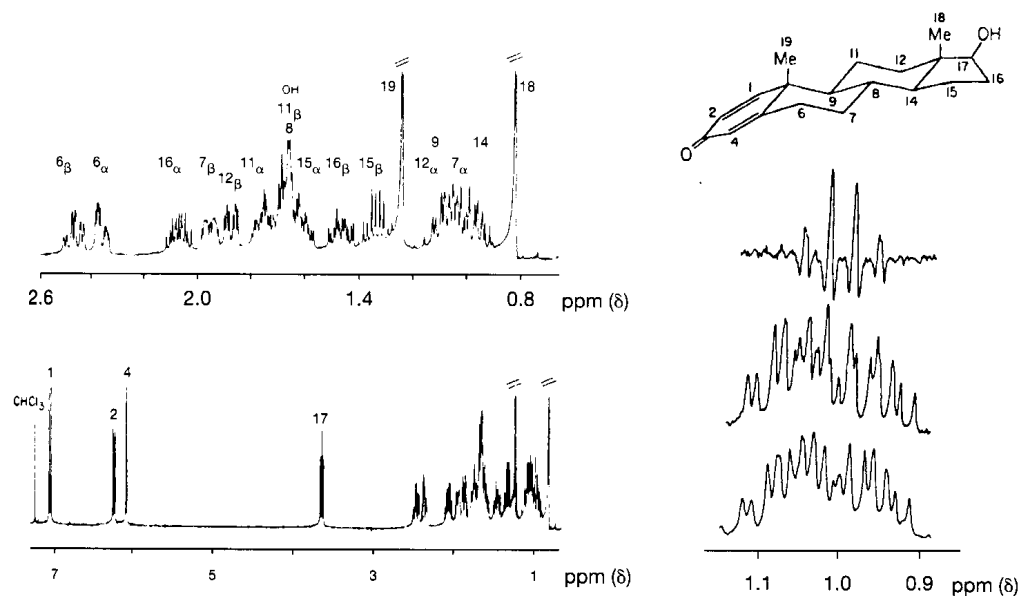 6β 6α 16α 7β 12β 11α OH 11β 8 15α 16β 15β 19 9 12α 7α 14 18
2.6 2.0 1.4 0.8 ppm (δ)
CHCl3 1 2 4 17
7 5 3 1 ppm (δ)
18
Me OH
19
Me 11 12 17
16
1 8 15
2 9 14
4 6 7
O
1.1 1.0 0.9 ppm (δ)